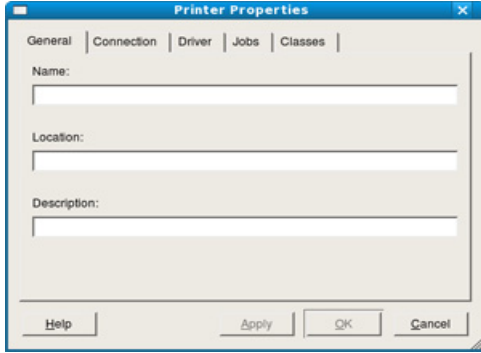 Printer Properties
General Connection Driver Jobs Classes
Name:
Location:
Description:
Help Apply OK Cancel